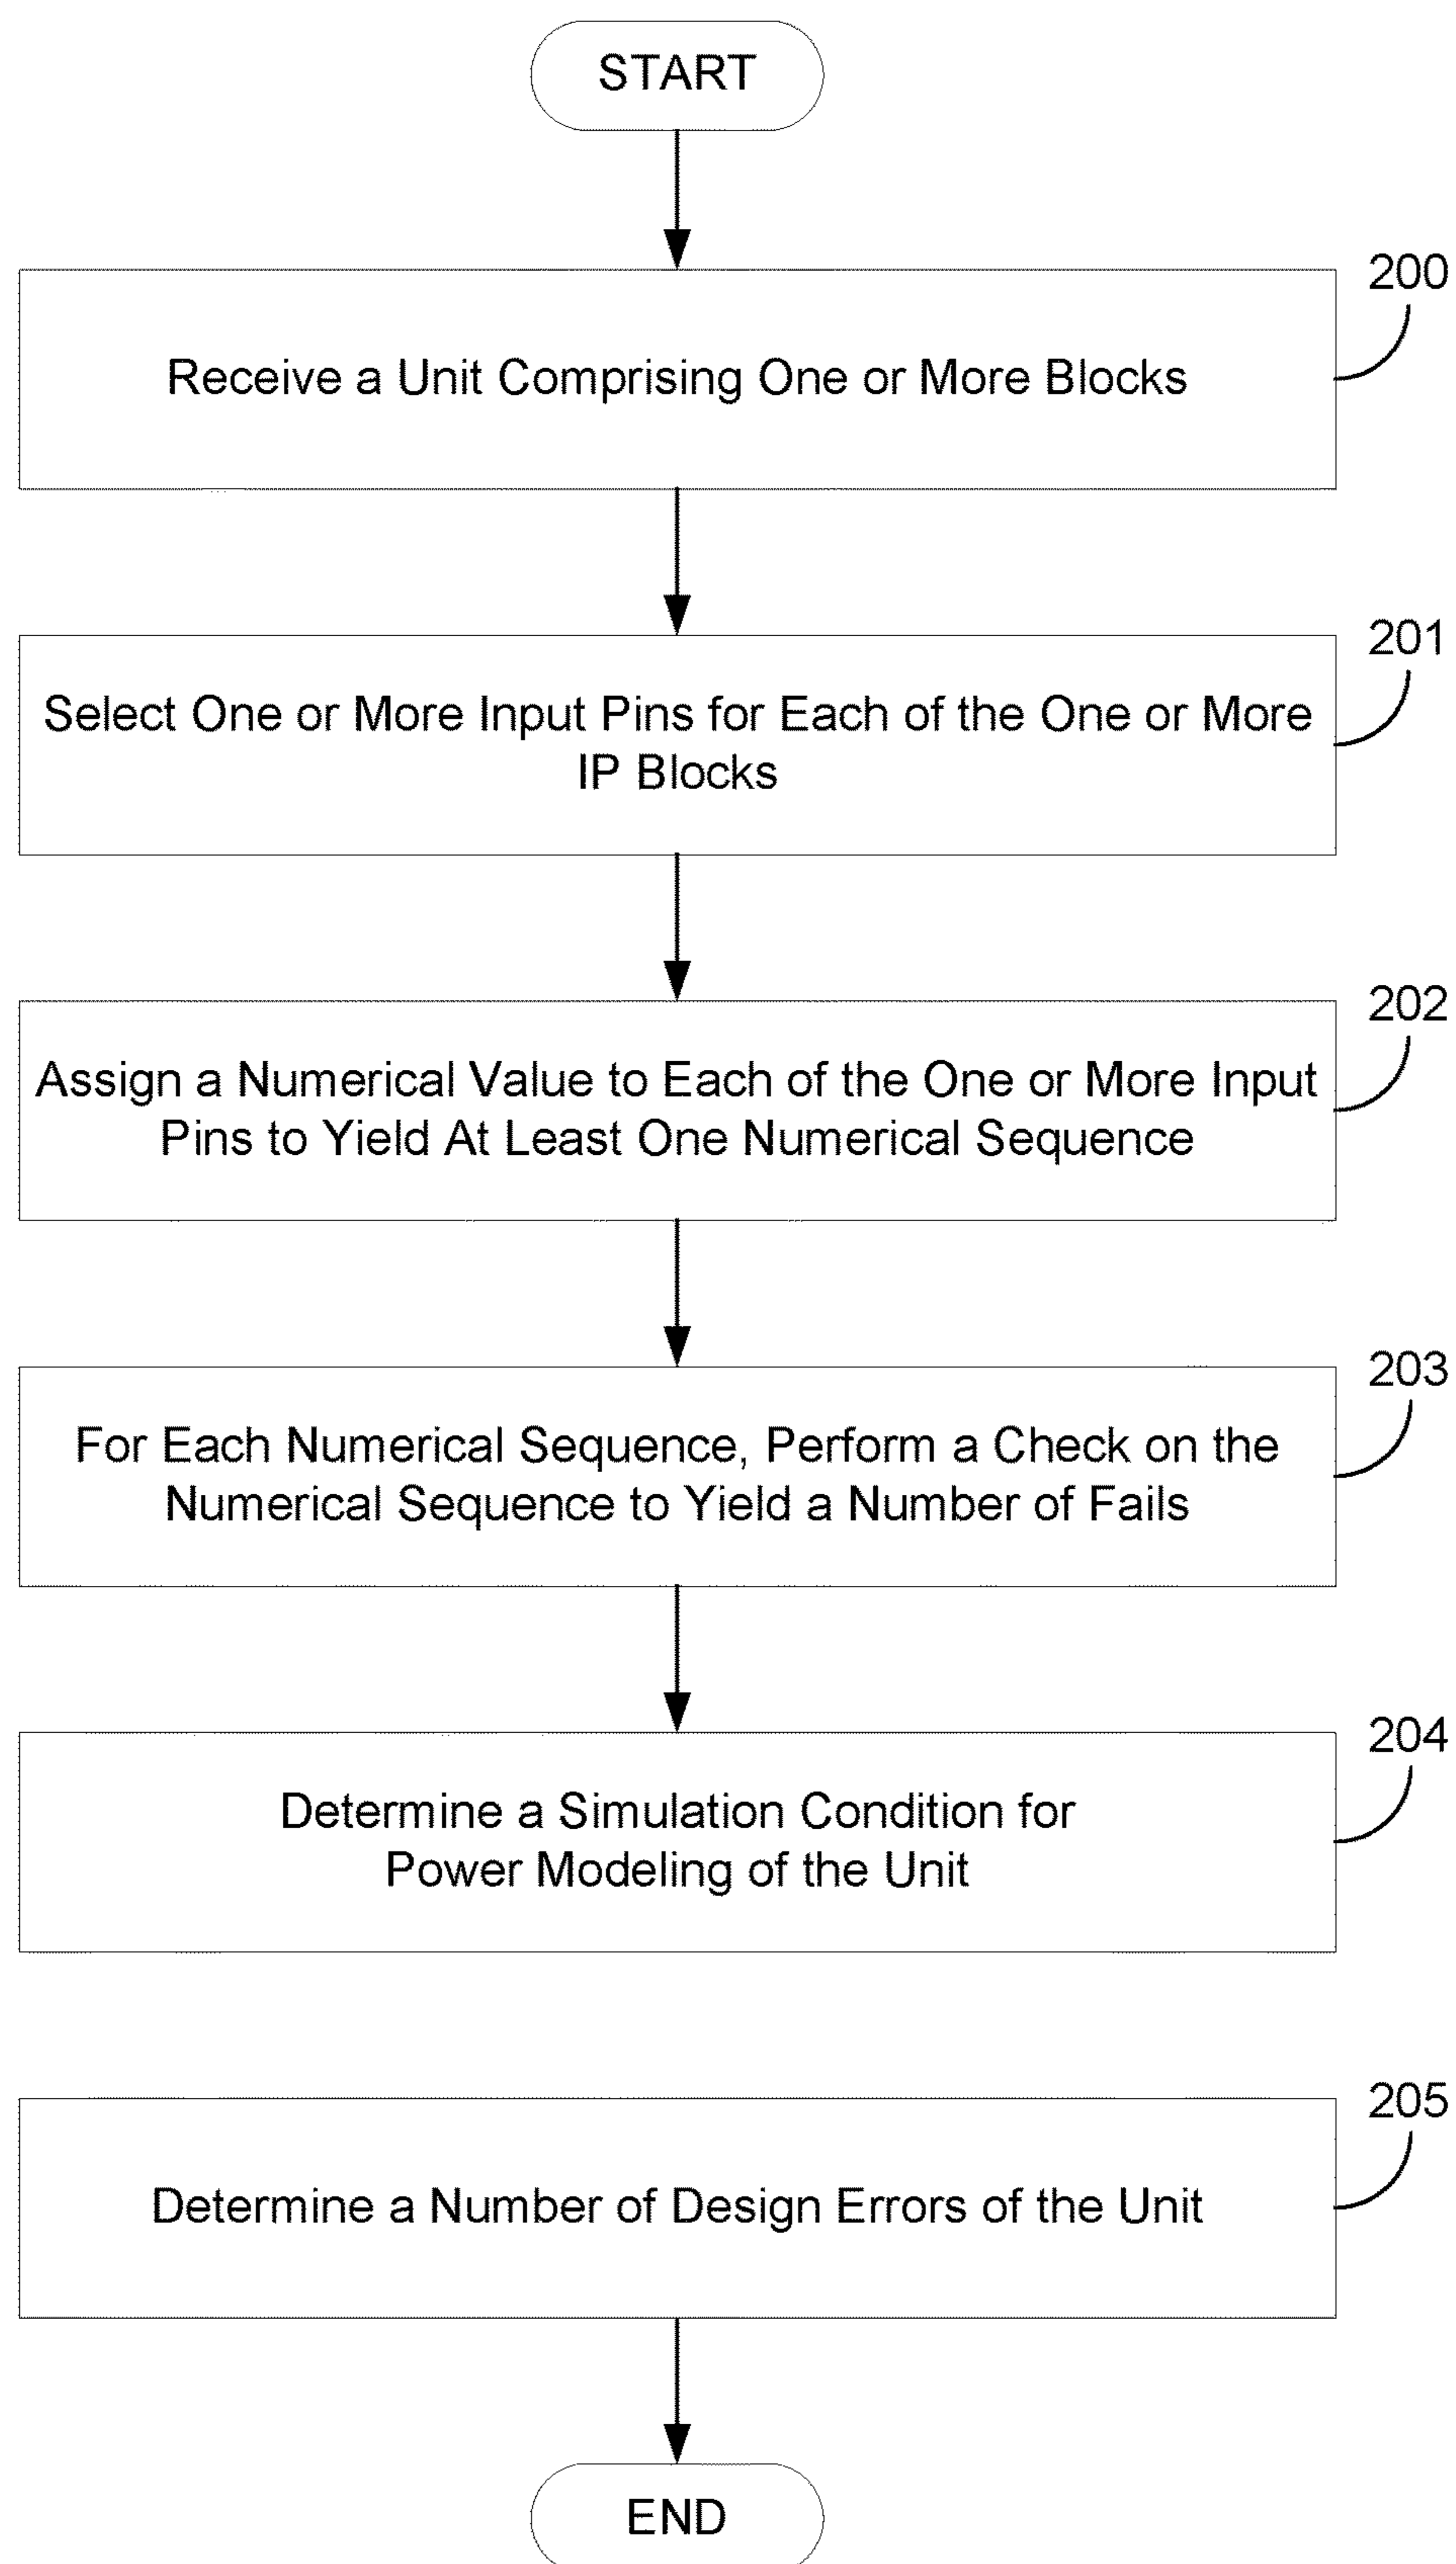 START
200
Receive a Unit Comprising One or More Blocks
201
Select One or More Input Pins for Each of the One or More
IP Blocks
202
Assign a Numerical Value to Each of the One or More Input
Pins to Yield At Least One Numerical Sequence
203
For Each Numerical Sequence, Perform a Check on the
Numerical Sequence to Yield a Number of Fails
204
Determine a Simulation Condition for
Power Modeling of the Unit
205
Determine a Number of Design Errors of the Unit
END